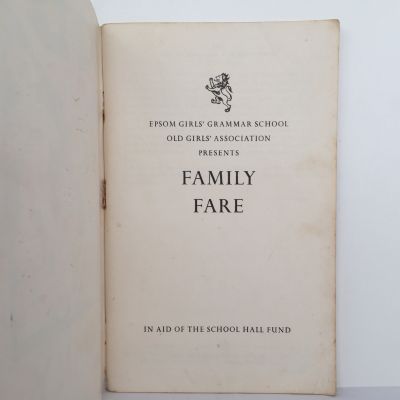 EPSOM GIRLS' GRAMMAR SCHOOL
OLD GIRLS' ASSOCIATION
PRESENTS
FAMILY
FARE
IN AID OF THE SCHOOL HALL FUND